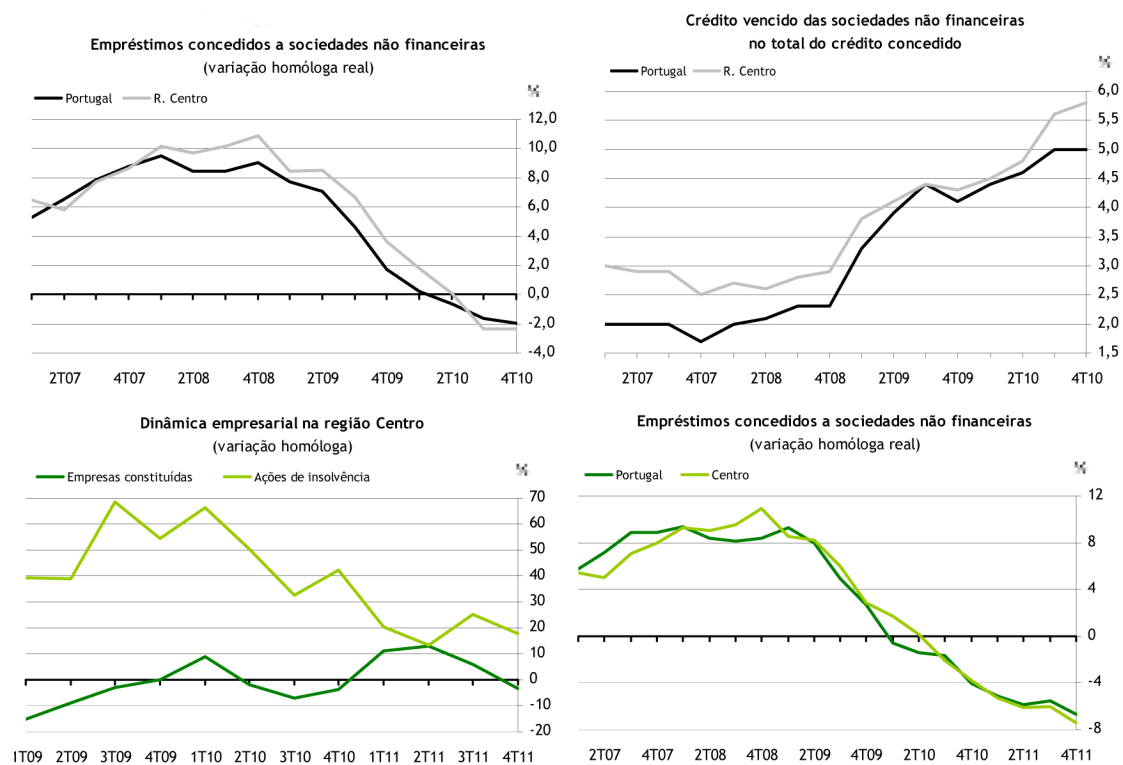 Empréstimos concedidos a sociedades não financeiras
(variação homóloga real)
Portugal R. Centro
12,0
10,0
8,0
6,0
4,0
2,0
0,0
-2,0
-4,0
2T07 4T07 2T08 4T08 2T09 4T09 2T10 4T10
Crédito vencido das sociedades não financeiras
no total do crédito concedido
Portugal R. Centro
6,0
5,5
5,0
4,5
4,0
3,5
3,0
2,5
2,0
1,5
2T07 4T07 2T08 4T08 2T09 4T09 2T10 4T10
Dinâmica empresarial na região Centro
(variação homóloga)
Empresas constituídas Ações de insolvência
70
60
50
40
30
20
10
0
-10
-20
1T09 2T09 3T09 4T09 1T10 2T10 3T10 4T10 1T11 2T11 3T11 4T11
Empréstimos concedidos a sociedades não financeiras
(variação homóloga real)
Portugal Centro
12
8
4
0
-4
-8
2T07 4T07 2T08 4T08 2T09 4T09 2T10 4T10 2T11 4T11